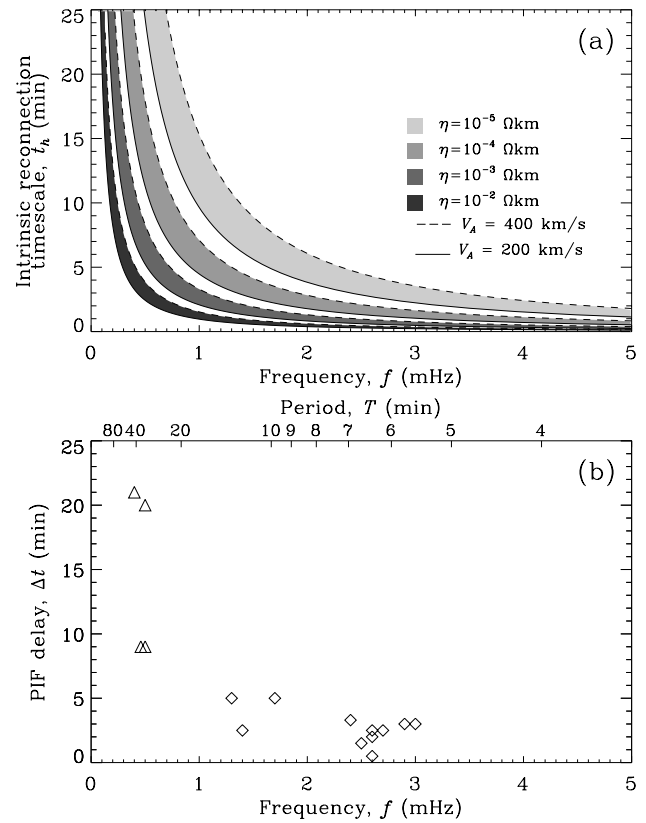 25
20
15
10
5
0
Intrinsic reconnection
timescale, t_h (min)
(a)
η=10⁻⁵ Ωkm
η=10⁻⁴ Ωkm
η=10⁻³ Ωkm
η=10⁻² Ωkm
V_A = 400 km/s
V_A = 200 km/s
0 1 2 3 4 5
Frequency, f (mHz)
Period, T (min)
80 40 20 10 9 8 7 6 5 4
25
20
15
10
5
0
PIF delay, Δt (min)
(b)
0 1 2 3 4 5
Frequency, f (mHz)